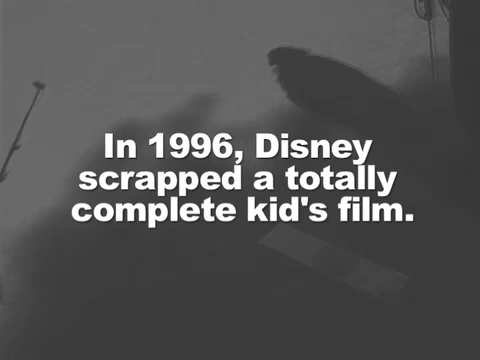 In 1996, Disney
scrapped a totally
complete kid's film.